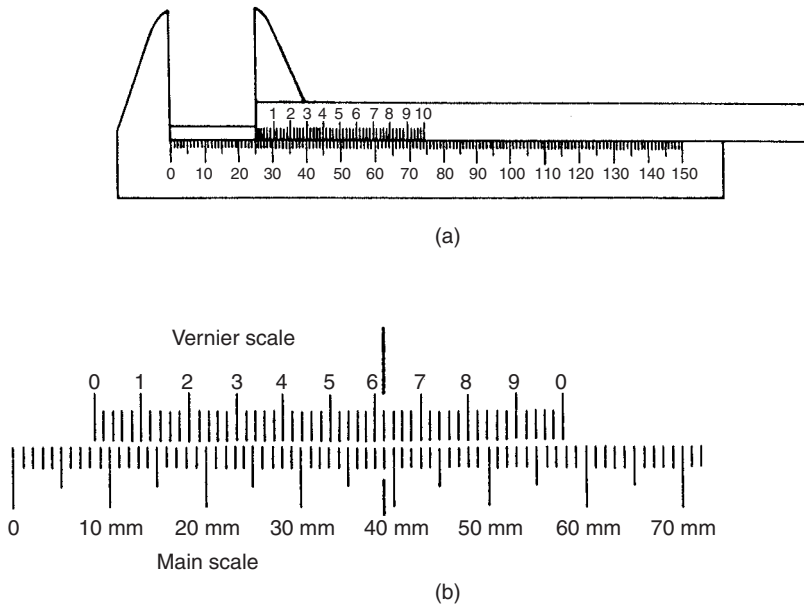 1 2 3 4 5 6 7 8 9 10
0 10 20 30 40 50 60 70 80 90 100 110 120 130 140 150
(a)
Vernier scale
0 1 2 3 4 5 6 7 8 9 0
0 10 mm 20 mm 30 mm 40 mm 50 mm 60 mm 70 mm
Main scale
(b)